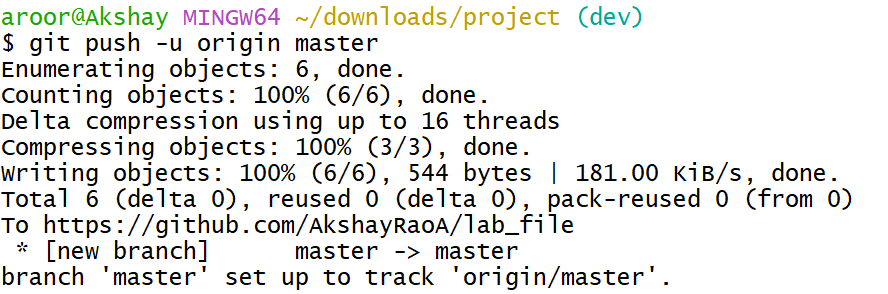 aroor@Akshay MINGW64 ~/downloads/project (dev)
$ git push -u origin master
Enumerating objects: 6, done.
Counting objects: 100% (6/6), done.
Delta compression using up to 16 threads
Compressing objects: 100% (3/3), done.
Writing objects: 100% (6/6), 544 bytes | 181.00 KiB/s, done.
Total 6 (delta 0), reused 0 (delta 0), pack-reused 0 (from 0)
To https://github.com/AkshayRaoA/lab_file
 * [new branch]      master -> master
branch 'master' set up to track 'origin/master'.